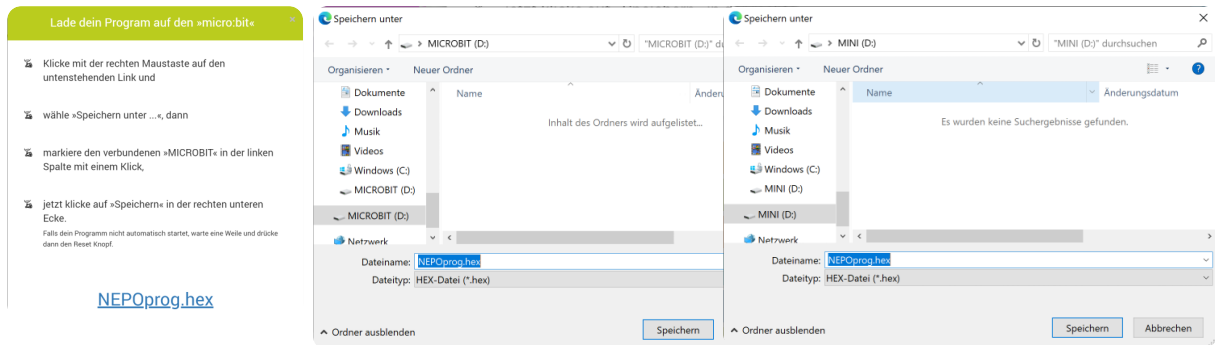 Lade dein Program auf den »micro:bit«
Klicke mit der rechten Maustaste auf den
untenstehenden Link und
wähle »Speichern unter ...«, dann
markiere den verbundenen »MICROBIT« in der linken
Spalte mit einem Klick,
jetzt klicke auf »Speichern« in der rechten unteren
Ecke.
Falls dein Programm nicht automatisch startet, warte eine Weile und drücke
dann den Reset Knopf.
NEPOprog.hex
Speichern unter
MICROBIT (D:)
"MICROBIT (D:)" du
Organisieren
Neuer Ordner
Dokumente
Downloads
Musik
Videos
Windows (C:)
MICROBIT (D:)
MICROBIT (D:)
Netzwerk
Name
Änderu
Inhalt des Ordners wird aufgelistet...
Dateiname: NEPOprog.hex
Dateityp: HEX-Datei (*.hex)
Ordner ausblenden
Speichern
Speichern unter
MINI (D:)
"MINI (D:)" durchsuchen
Organisieren
Neuer Ordner
Dokumente
Downloads
Musik
Videos
Windows (C:)
MINI (D:)
MINI (D:)
Netzwerk
Name
Änderungsdatum
Es wurden keine Suchergebnisse gefunden.
Dateiname: NEPOprog.hex
Dateityp: HEX-Datei (*.hex)
Ordner ausblenden
Speichern
Abbrechen